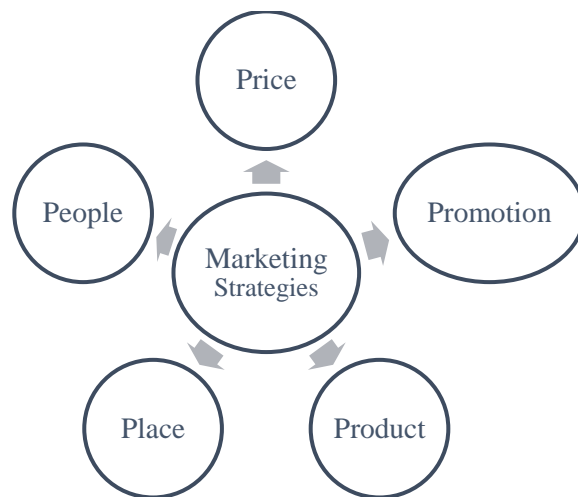 Price
People
Promotion
Marketing
Strategies
Place
Product